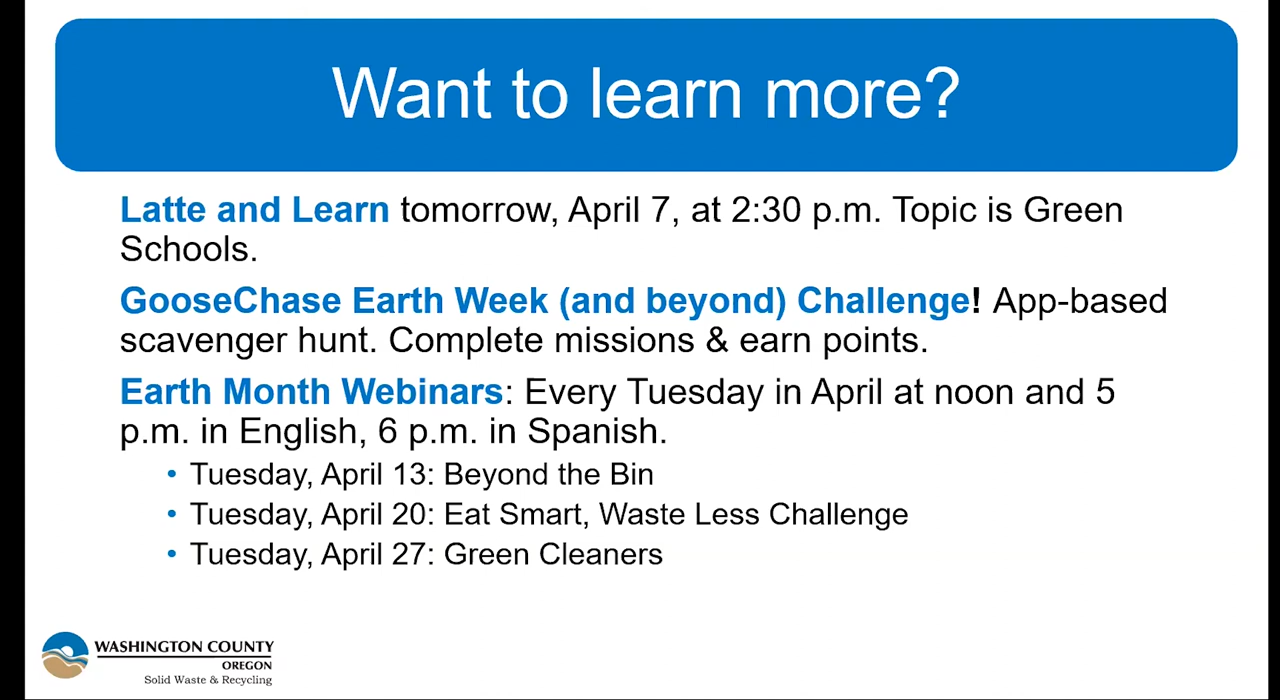 Want to learn more?
Latte and Learn tomorrow, April 7, at 2:30 p.m. Topic is Green
Schools.
GooseChase Earth Week (and beyond) Challenge! App-based
scavenger hunt. Complete missions & earn points.
Earth Month Webinars: Every Tuesday in April at noon and 5
p.m. in English, 6 p.m. in Spanish.
• Tuesday, April 13: Beyond the Bin
• Tuesday, April 20: Eat Smart, Waste Less Challenge
• Tuesday, April 27: Green Cleaners
WASHINGTON COUNTY
OREGON
Solid Waste & Recycling